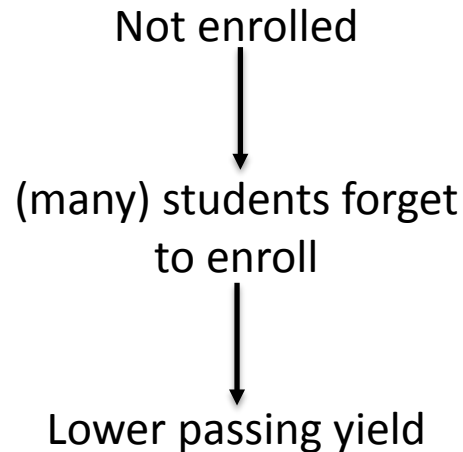 Not enrolled
(many) students forget
to enroll
Lower passing yield